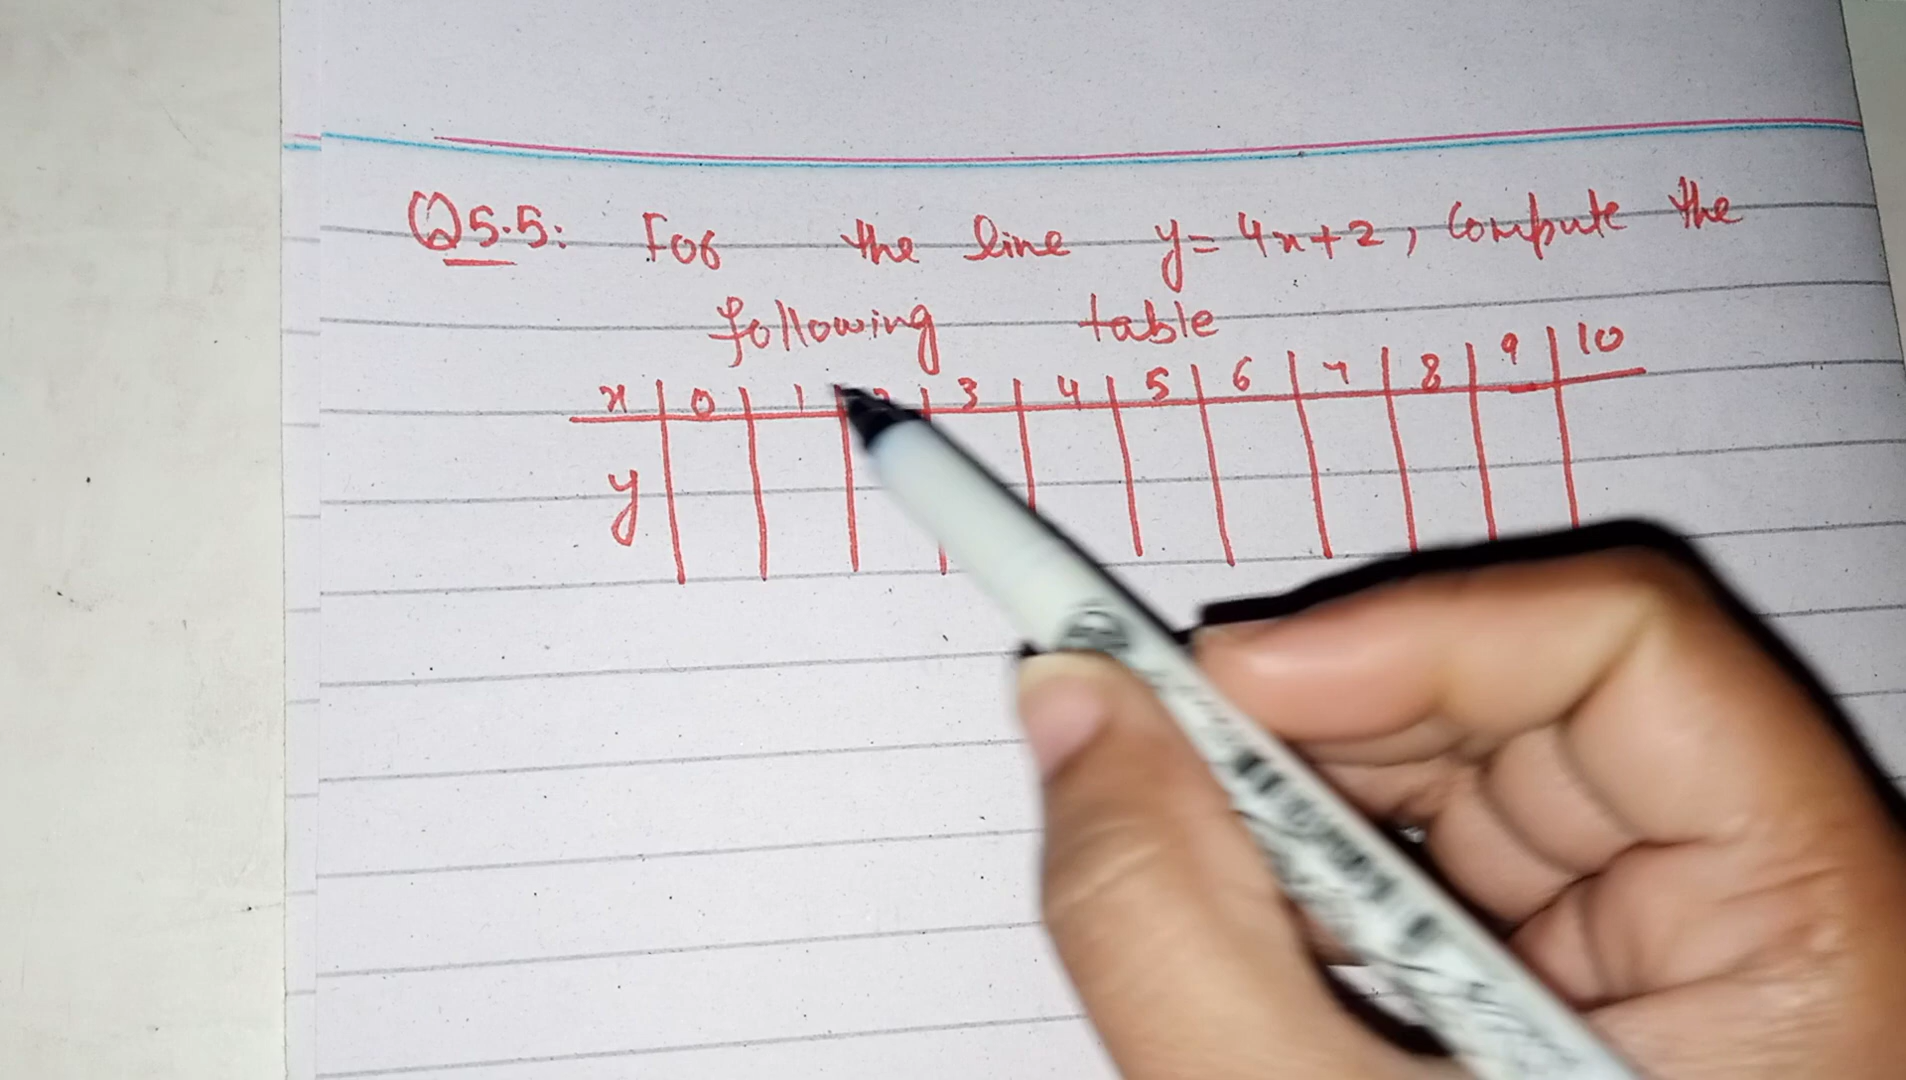 Q5.5: For the line y = 4x+2, Compute the
following table
x 0 1 2 3 4 5 6 7 8 9 10
y